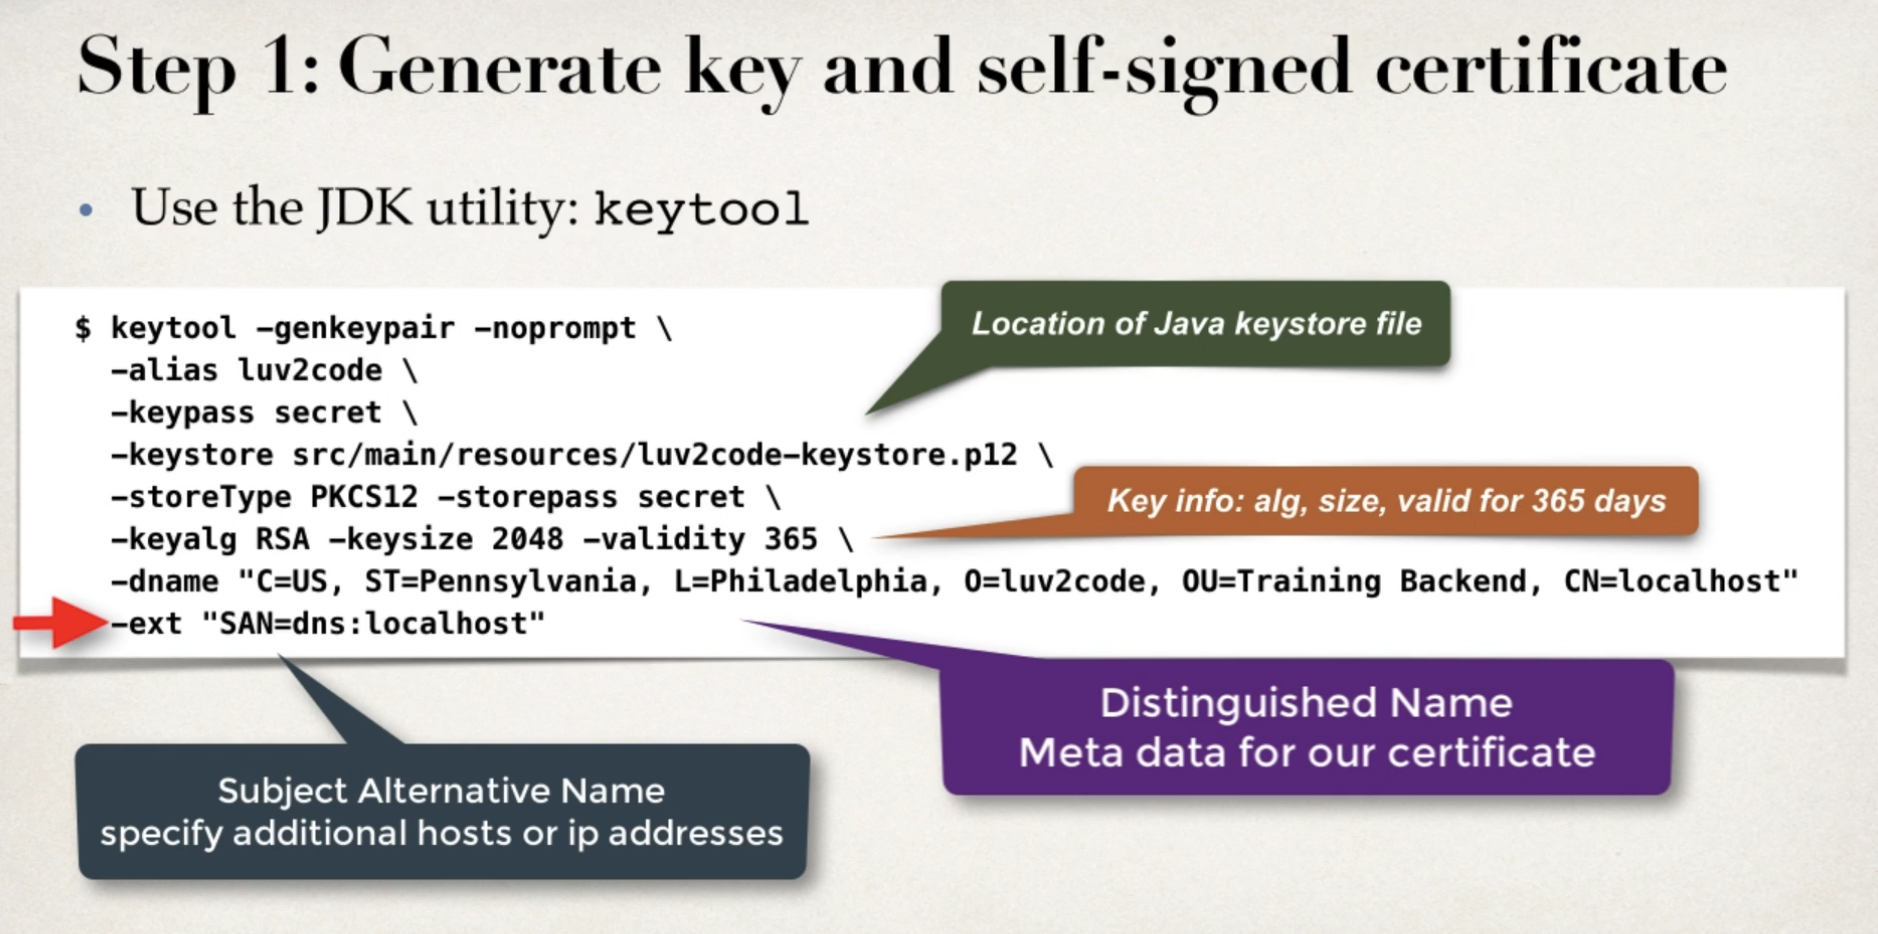 Step 1: Generate key and self-signed certificate
• Use the JDK utility: keytool
$ keytool -genkeypair -noprompt \
-alias luv2code \
-keypass secret \
-keystore src/main/resources/luv2code-keystore.p12 \
-storeType PKCS12 -storepass secret \
-keyalg RSA -keysize 2048 -validity 365 \
-dname "C=US, ST=Pennsylvania, L=Philadelphia, O=luv2code, OU=Training Backend, CN=localhost"
-ext "SAN=dns:localhost"
Location of Java keystore file
Key info: alg, size, valid for 365 days
Distinguished Name
Meta data for our certificate
Subject Alternative Name
specify additional hosts or ip addresses